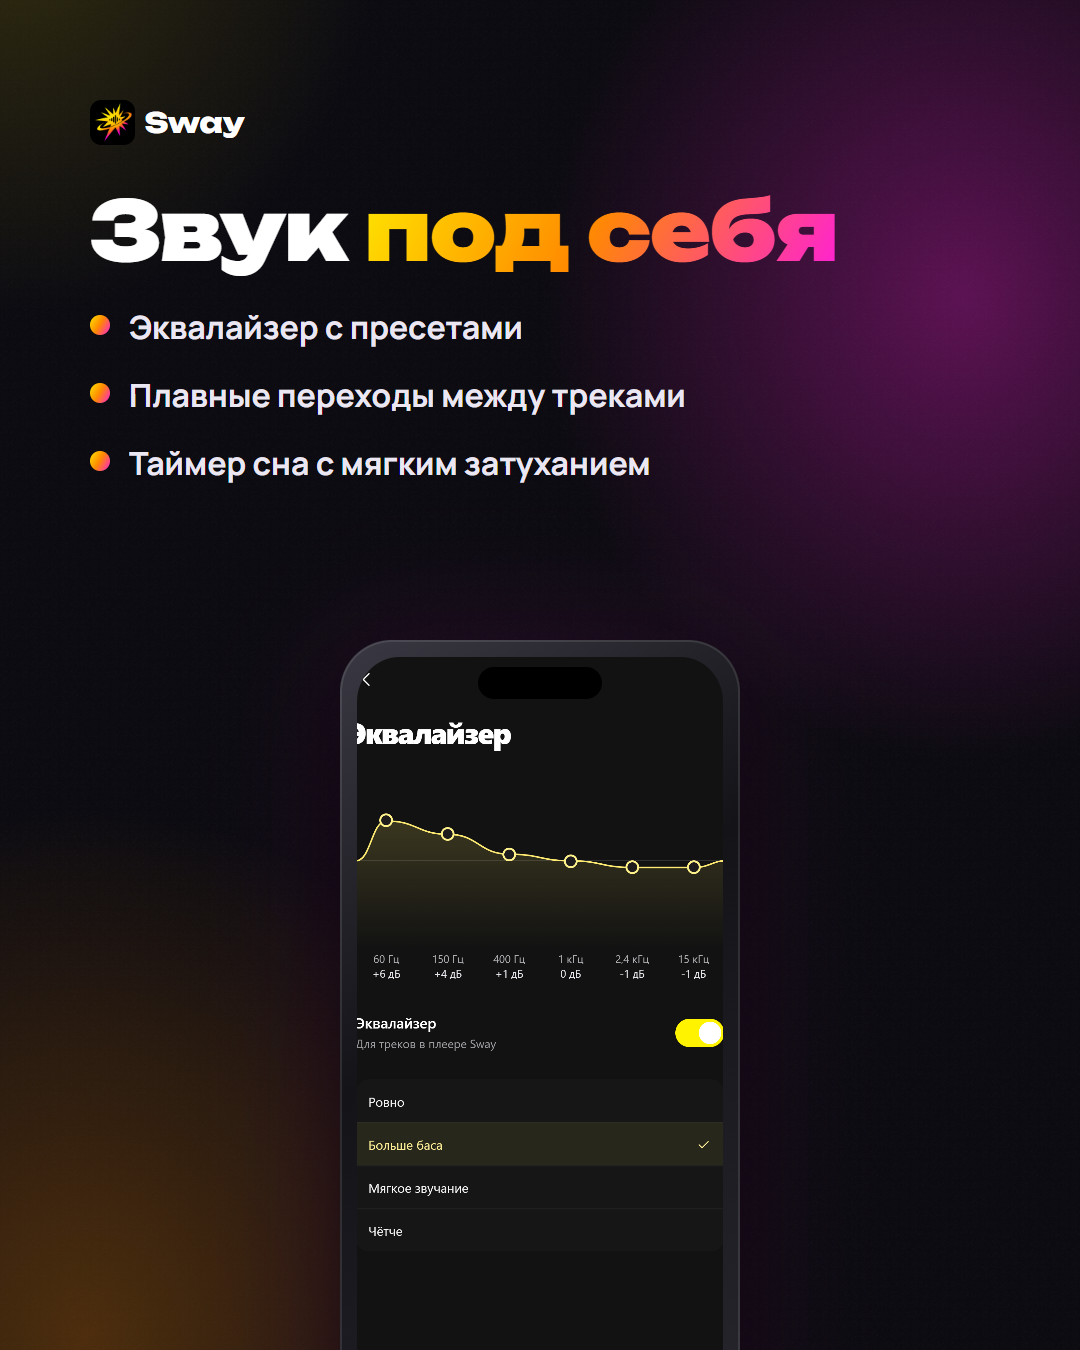 Sway
Звук под себя
Эквалайзер с пресетами
Плавные переходы между треками
Таймер сна с мягким затуханием
Эквалайзер
60 Гц 150 Гц 400 Гц 1 кГц 2,4 кГц 15 кГц
+6 дБ +4 дБ +1 дБ 0 дБ -1 дБ -1 дБ
Эквалайзер
Для треков в плеере Sway
Ровно
Больше баса
Мягкое звучание
Чётче